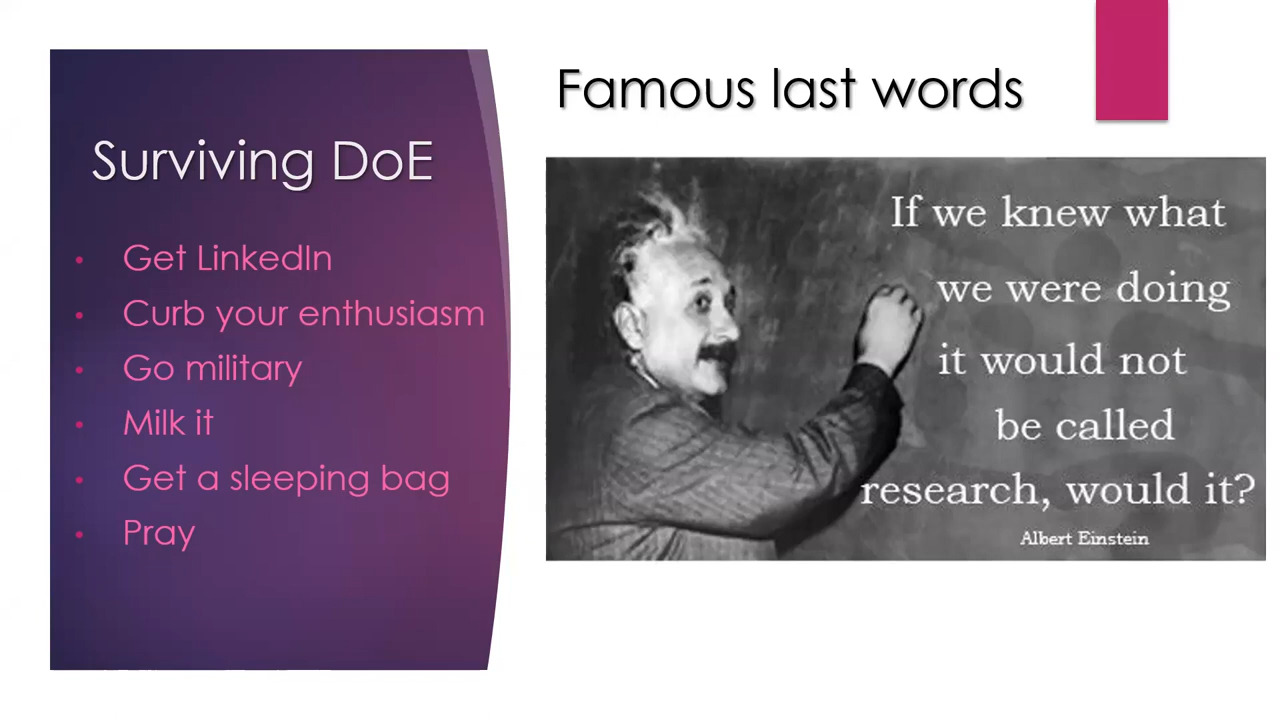 Surviving DoE
• Get LinkedIn
• Curb your enthusiasm
• Go military
• Milk it
• Get a sleeping bag
• Pray
Famous last words
If we knew what
we were doing
it would not
be called
research, would it?
Albert Einstein